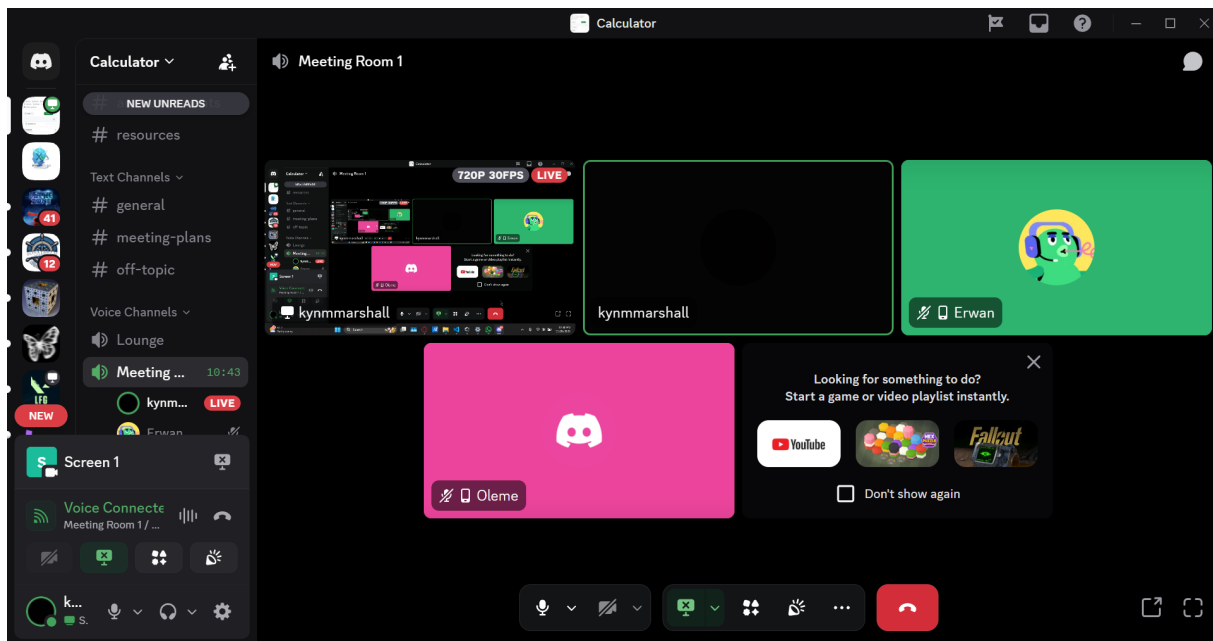 Calculator
Calculator
Meeting Room 1
NEW UNREADS
resources
Text Channels
general
meeting-plans
off-topic
Voice Channels
Lounge
Meeting ... 10:43
kynm... LIVE
Erwan
41
12
LFG
NEW
S
Screen 1
Voice Connecte
Meeting Room 1 / ...
k...
S.
720P 30FPS LIVE
kynmmarshall
kynmmarshall
Erwan
Oleme
Looking for something to do?
Start a game or video playlist instantly.
YouTube
Fallout
Don't show again